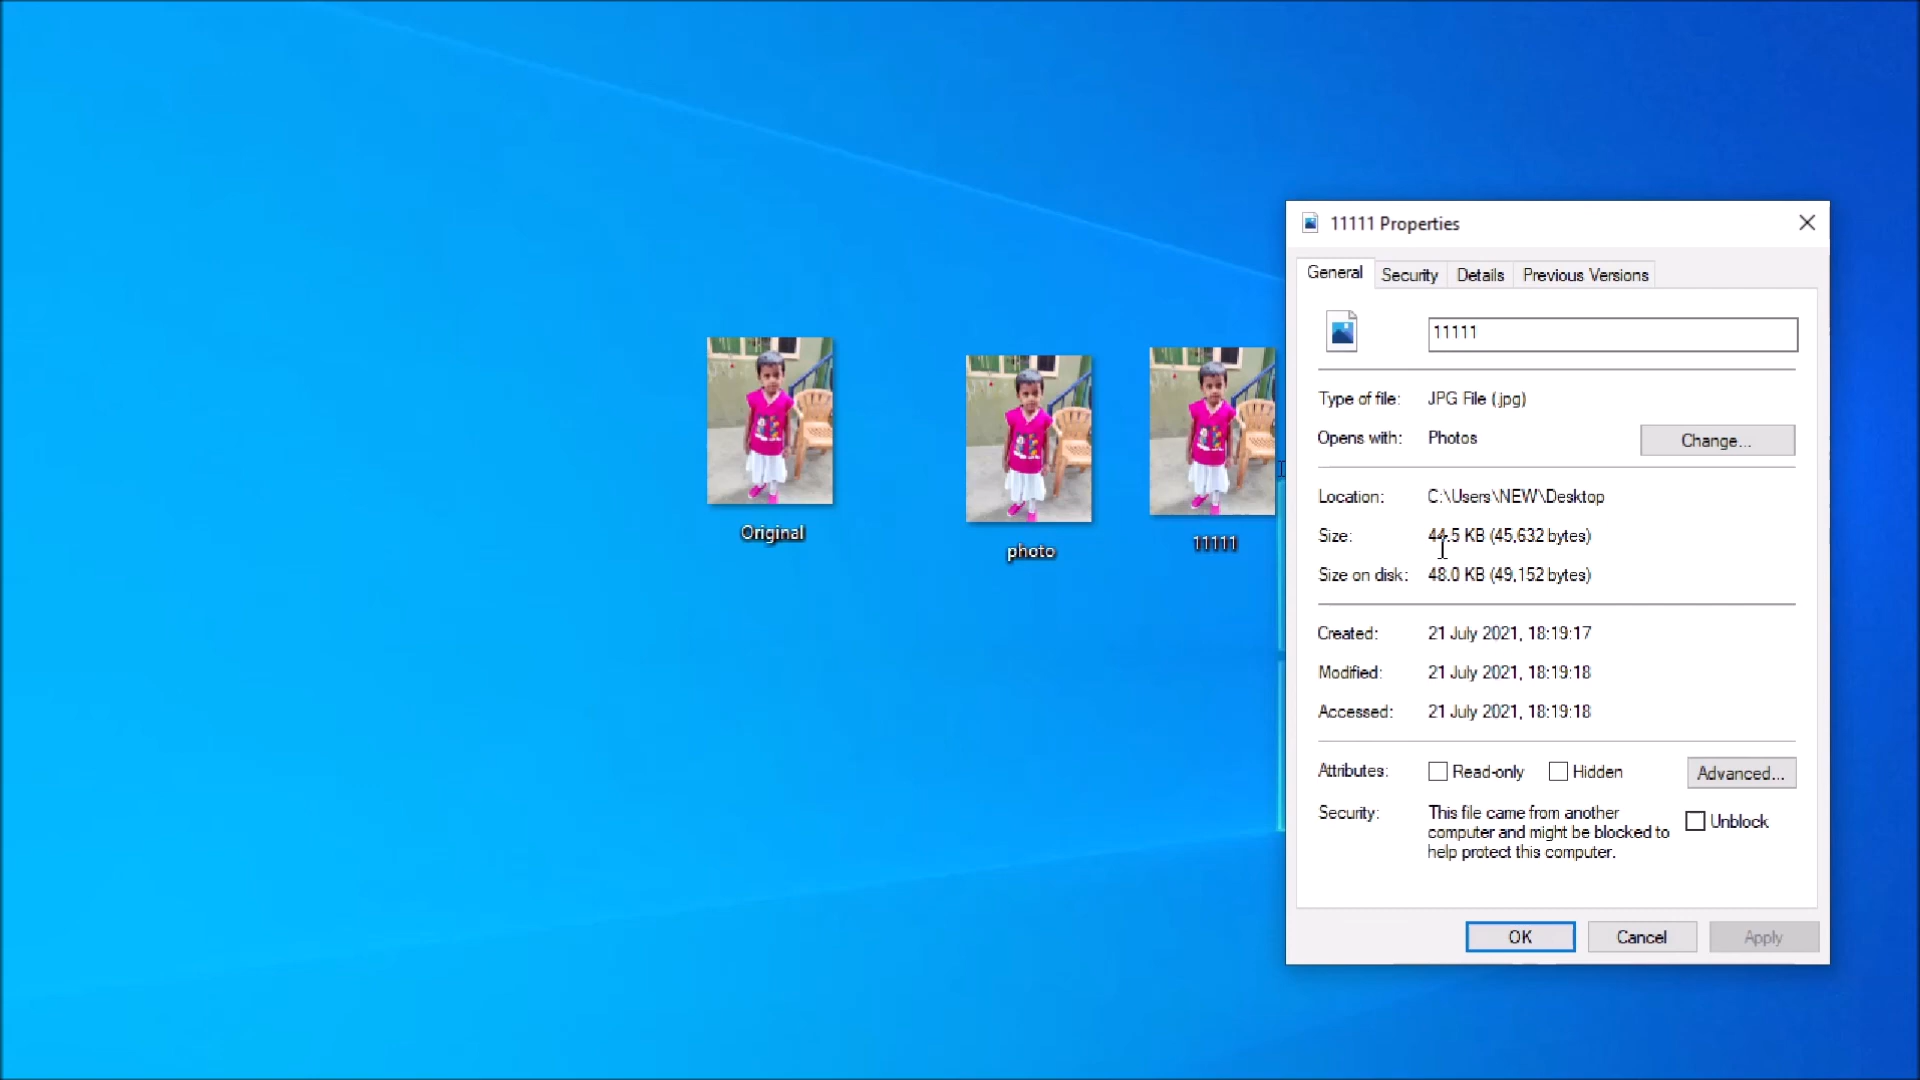 Original
photo
11111
11111 Properties
General Security Details Previous Versions
11111
Type of file: JPG File (.jpg)
Opens with: Photos Change...
Location: C:\Users\NEW\Desktop
Size: 44.5 KB (45,632 bytes)
Size on disk: 48.0 KB (49,152 bytes)
Created: 21 July 2021, 18:19:17
Modified: 21 July 2021, 18:19:18
Accessed: 21 July 2021, 18:19:18
Attributes: Read-only Hidden Advanced...
Security: This file came from another
computer and might be blocked to
help protect this computer.
Unblock
OK Cancel Apply